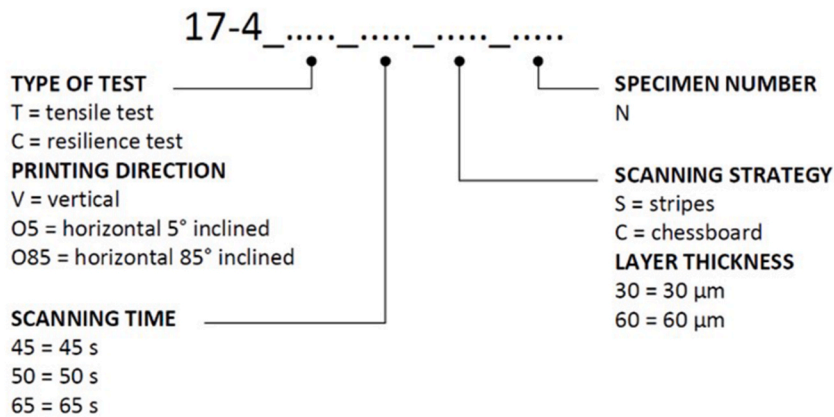 17-4_....._....._....._.....
TYPE OF TEST
T = tensile test
C = resilience test
PRINTING DIRECTION
V = vertical
O5 = horizontal 5° inclined
O85 = horizontal 85° inclined
SCANNING TIME
45 = 45 s
50 = 50 s
65 = 65 s
SPECIMEN NUMBER
N
SCANNING STRATEGY
S = stripes
C = chessboard
LAYER THICKNESS
30 = 30 µm
60 = 60 µm